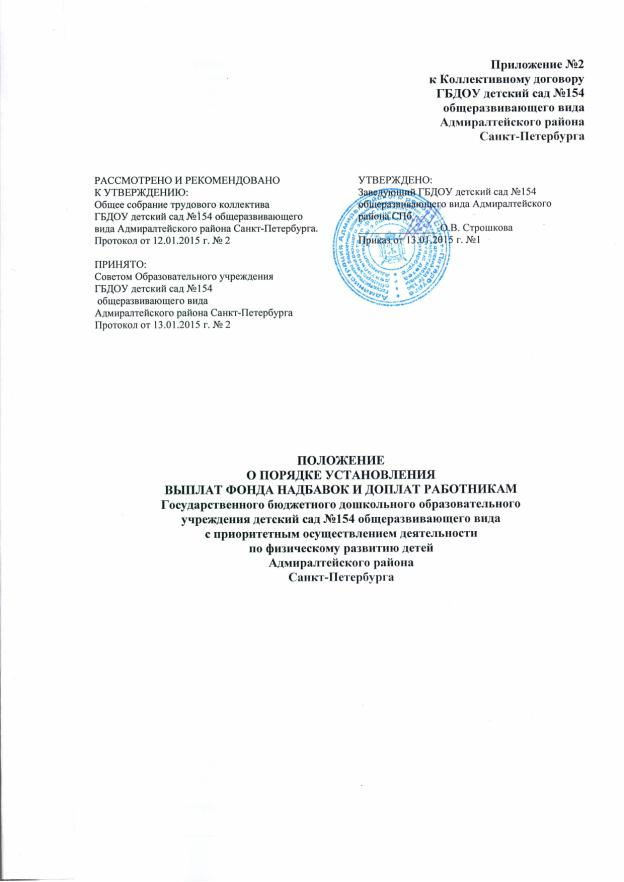 Приложение №2
к Коллективному договору
ГБДОУ детский сад №154
общеразвивающего вида
Адмиралтейского района
Санкт-Петербурга
РАССМОТРЕНО И РЕКОМЕНДОВАНО
К УТВЕРЖДЕНИЮ:
Общее собрание трудового коллектива
ГБДОУ детский сад №154 общеразвивающего
вида Адмиралтейского района Санкт-Петербурга.
Протокол от 12.01.2015 г. № 2
ПРИНЯТО:
Советом Образовательного учреждения
ГБДОУ детский сад №154
общеразвивающего вида
Адмиралтейского района Санкт-Петербурга
Протокол от 13.01.2015 г. № 2
УТВЕРЖДЕНО:
Заведующий ГБДОУ детский сад №154
общеразвивающего вида Адмиралтейского
района СПб
О.В. Строшкова
Приказ от 13.01.2015 г. №1
ПОЛОЖЕНИЕ
О ПОРЯДКЕ УСТАНОВЛЕНИЯ
ВЫПЛАТ ФОНДА НАДБАВОК И ДОПЛАТ РАБОТНИКАМ
Государственного бюджетного дошкольного образовательного
учреждения детский сад №154 общеразвивающего вида
с приоритетным осуществлением деятельности
по физическому развитию детей
Адмиралтейского района
Санкт-Петербурга